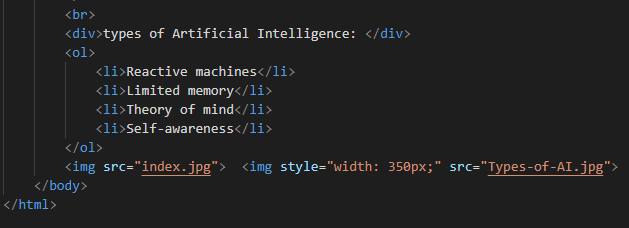 <br>
<div>types of Artificial Intelligence: </div>
<ol>
<li>Reactive machines</li>
<li>Limited memory</li>
<li>Theory of mind</li>
<li>Self-awareness</li>
</ol>
<img src="index.jpg">  <img style="width: 350px;" src="Types-of-AI.jpg">
</body>
</html>